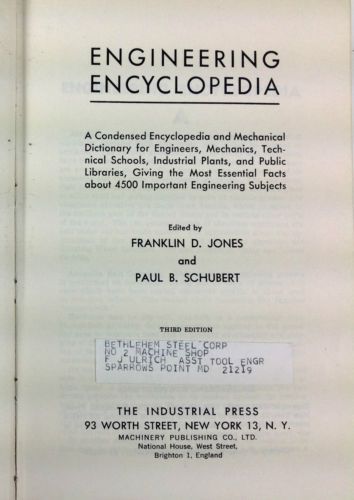 ENGINEERING
ENCYCLOPEDIA
A Condensed Encyclopedia and Mechanical
Dictionary for Engineers, Mechanics, Tech-
nical Schools, Industrial Plants, and Public
Libraries, Giving the Most Essential Facts
about 4500 Important Engineering Subjects
Edited by
FRANKLIN D. JONES
and
PAUL B. SCHUBERT
THIRD EDITION
BETHLEHEM STEEL CORP
NO 2 MACHINE SHOP
F J ULRICH ASST TOOL ENGR
SPARROWS POINT MD 21219
THE INDUSTRIAL PRESS
93 WORTH STREET, NEW YORK 13, N. Y.
MACHINERY PUBLISHING CO., LTD.
National House, West Street,
Brighton 1, England